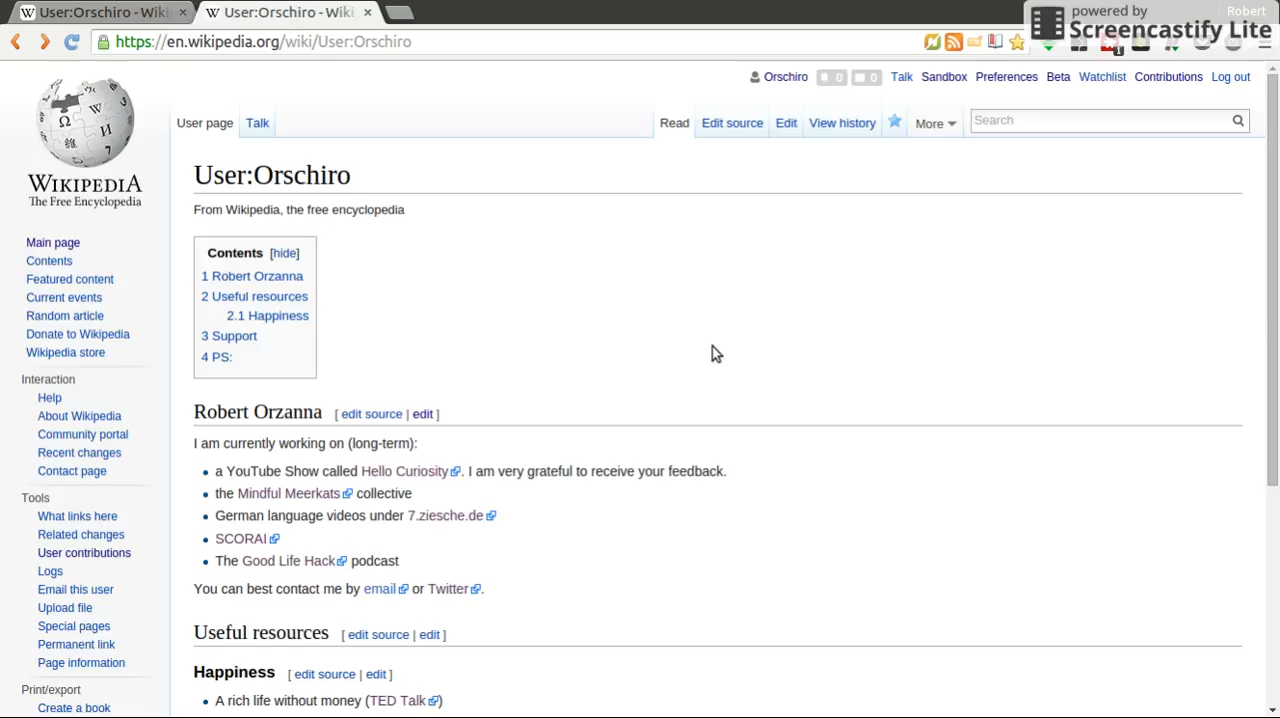 User:Orschiro - Wiki
User:Orschiro - Wiki
powered by
Robert
Screencastify Lite
https://en.wikipedia.org/wiki/User:Orschiro
1
Orschiro 0 0 Talk Sandbox Preferences Beta Watchlist Contributions Log out
User page Talk Read Edit source Edit View history More Search
WIKIPEDIA
The Free Encyclopedia
Main page
Contents
Featured content
Current events
Random article
Donate to Wikipedia
Wikipedia store
Interaction
Help
About Wikipedia
Community portal
Recent changes
Contact page
Tools
What links here
Related changes
User contributions
Logs
Email this user
Upload file
Special pages
Permanent link
Page information
Print/export
Create a book
User:Orschiro
From Wikipedia, the free encyclopedia
Contents [hide]
1 Robert Orzanna
2 Useful resources
2.1 Happiness
3 Support
4 PS:
Robert Orzanna [ edit source | edit ]
I am currently working on (long-term):
a YouTube Show called Hello Curiosity. I am very grateful to receive your feedback.
the Mindful Meerkats collective
German language videos under 7.ziesche.de
SCORAI
The Good Life Hack podcast
You can best contact me by email or Twitter.
Useful resources [ edit source | edit ]
Happiness [ edit source | edit ]
A rich life without money (TED Talk)